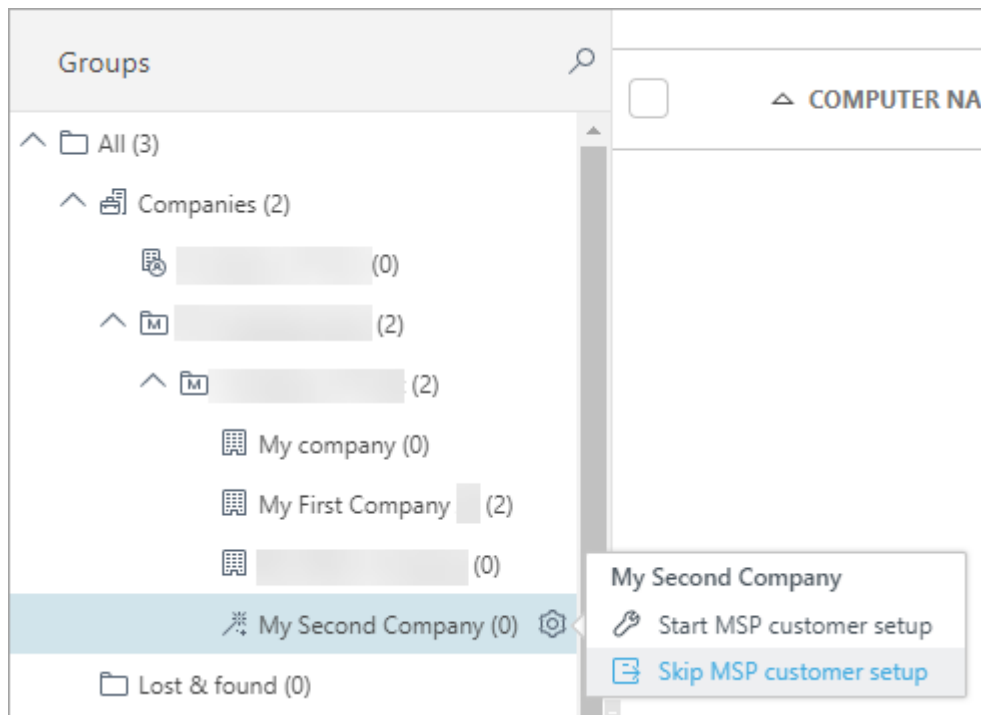 Groups
COMPUTER NA
All (3)
Companies (2)
(0)
M (2)
M (2)
My company (0)
My First Company (2)
(0)
My Second Company (0)
My Second Company
Start MSP customer setup
Skip MSP customer setup
Lost & found (0)